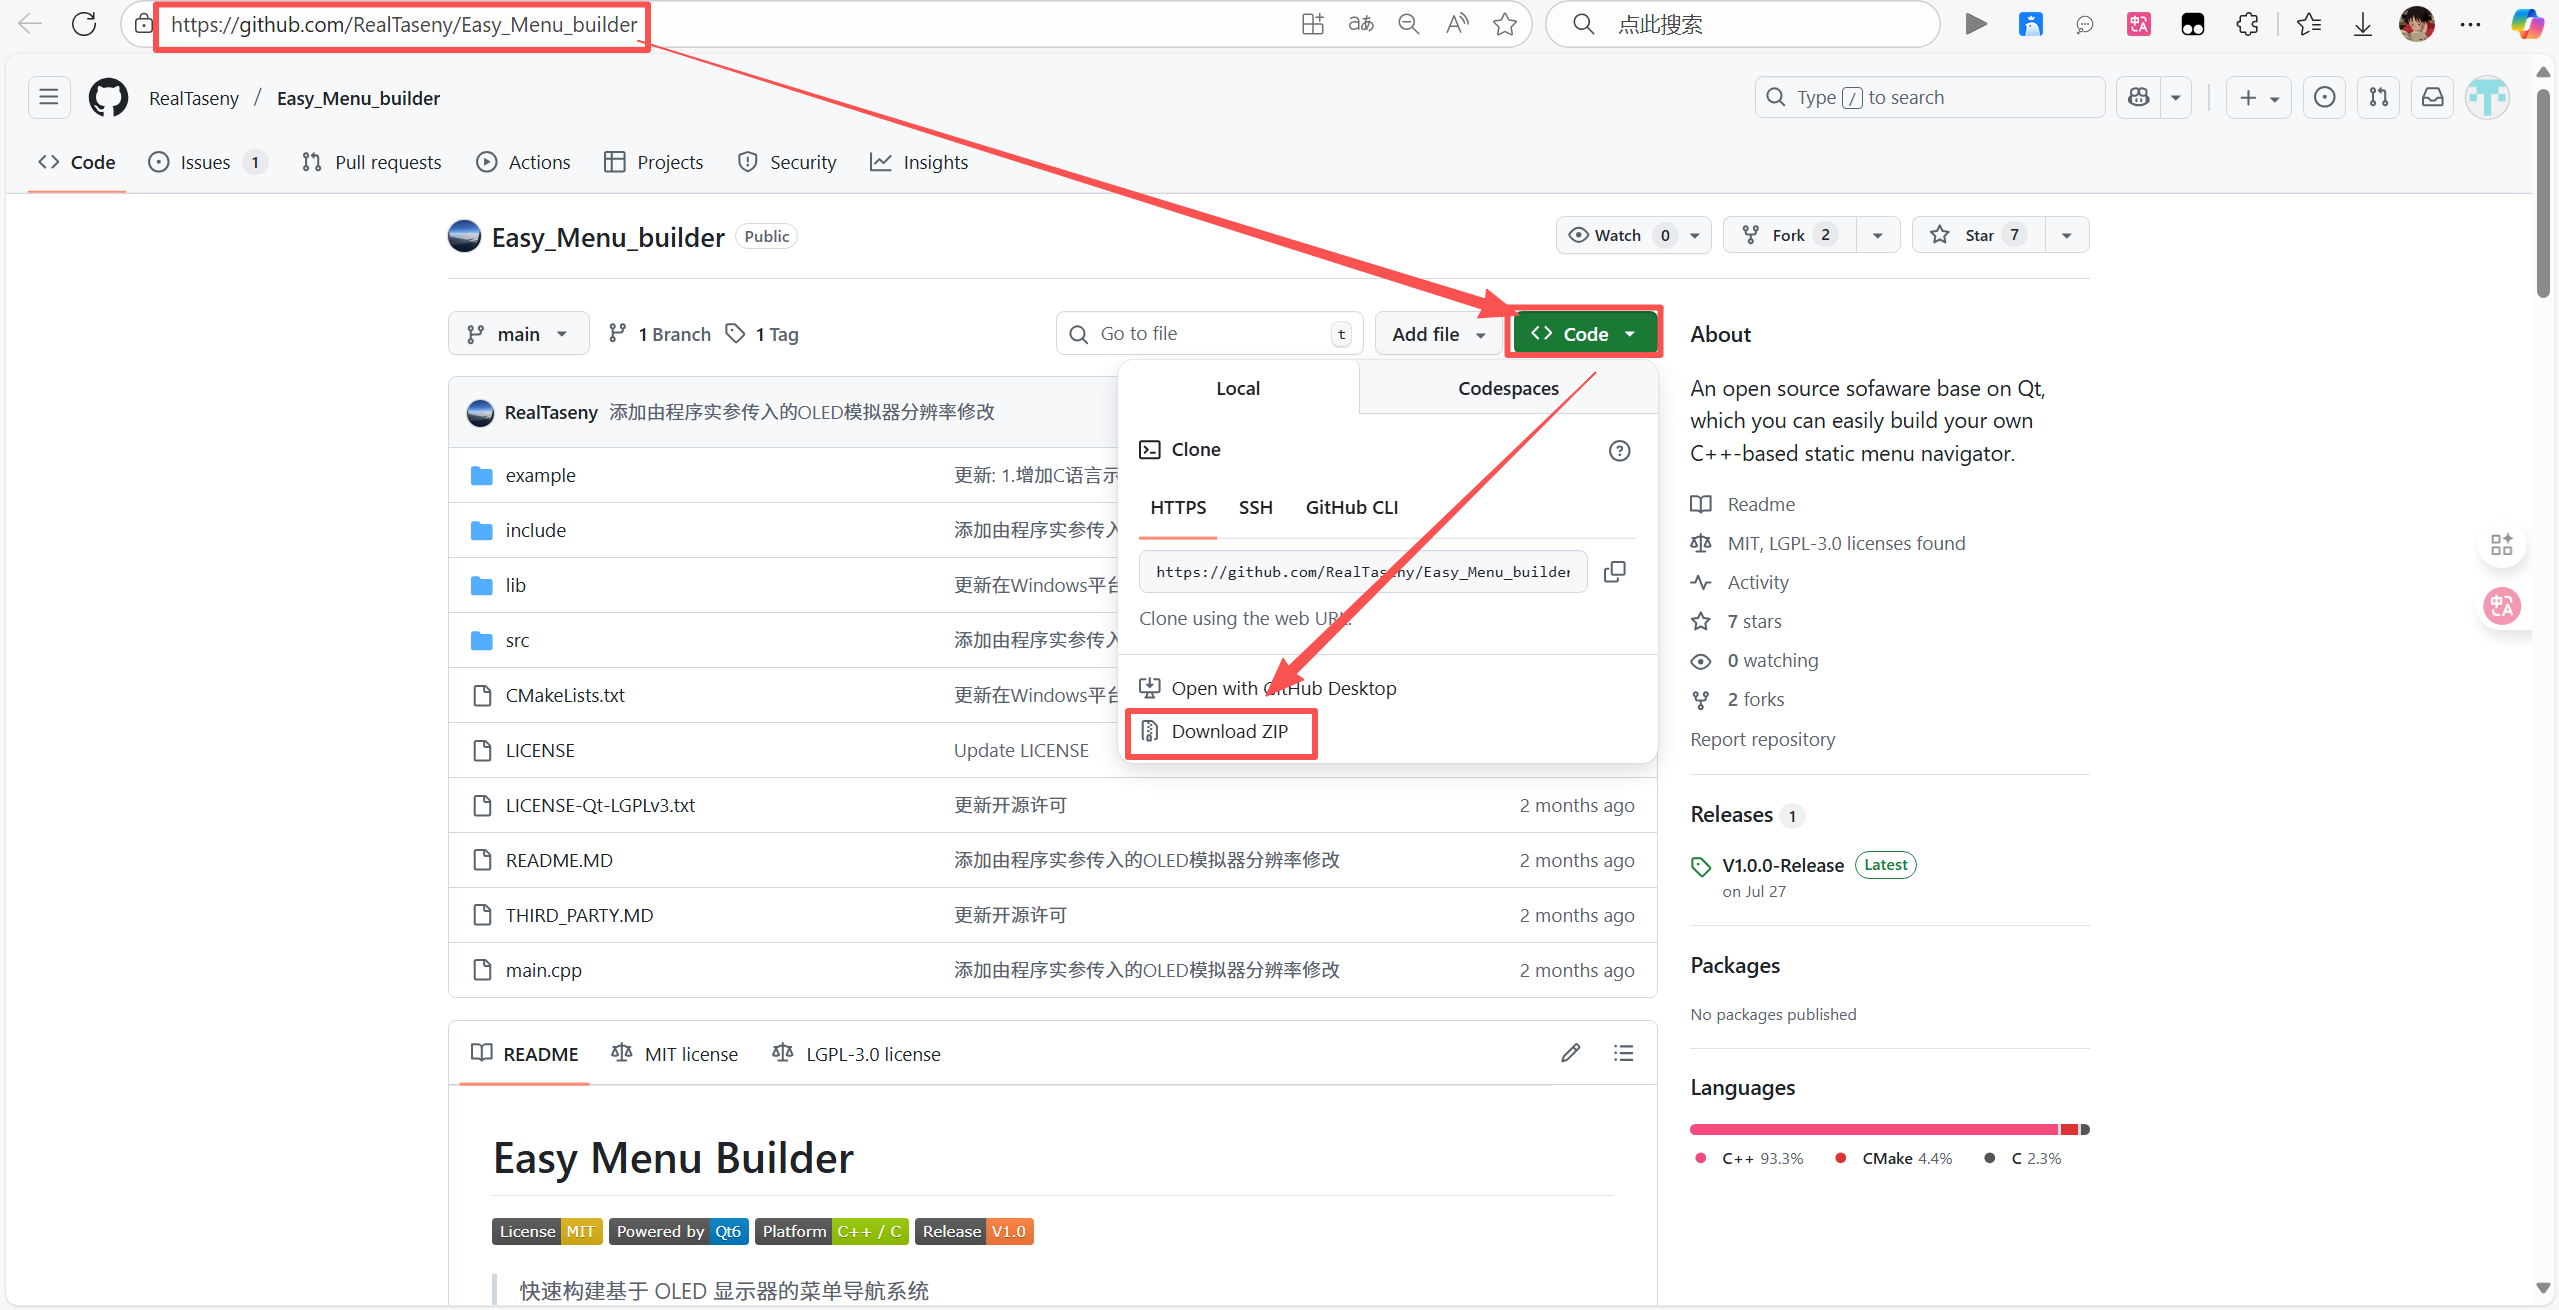 https://github.com/RealTaseny/Easy_Menu_builder
点此搜索
RealTaseny / Easy_Menu_builder
Type / to search
Code
Issues 1
Pull requests
Actions
Projects
Security
Insights
Easy_Menu_builder Public
Watch 0
Fork 2
Star 7
main
1 Branch
1 Tag
Go to file t
Add file
Code
Local
Codespaces
Clone
HTTPS
SSH
GitHub CLI
https://github.com/RealTaseny/Easy_Menu_builder
Clone using the web URL.
Open with GitHub Desktop
Download ZIP
RealTaseny 添加由程序实参传入的OLED模拟器分辨率修改
example 更新: 1.增加C语言示
include 添加由程序实参传入
lib 更新在Windows平台
src 添加由程序实参传入
CMakeLists.txt 更新在Windows平台
LICENSE Update LICENSE
LICENSE-Qt-LGPLv3.txt 更新开源许可 2 months ago
README.MD 添加由程序实参传入的OLED模拟器分辨率修改 2 months ago
THIRD_PARTY.MD 更新开源许可 2 months ago
main.cpp 添加由程序实参传入的OLED模拟器分辨率修改 2 months ago
README
MIT license
LGPL-3.0 license
Easy Menu Builder
License MIT Powered by Qt6 Platform C++ / C Release V1.0
快速构建基于 OLED 显示器的菜单导航系统
About
An open source sofaware base on Qt,
which you can easily build your own
C++-based static menu navigator.
Readme
MIT, LGPL-3.0 licenses found
Activity
7 stars
0 watching
2 forks
Report repository
Releases 1
V1.0.0-Release Latest
on Jul 27
Packages
No packages published
Languages
C++ 93.3% CMake 4.4% C 2.3%